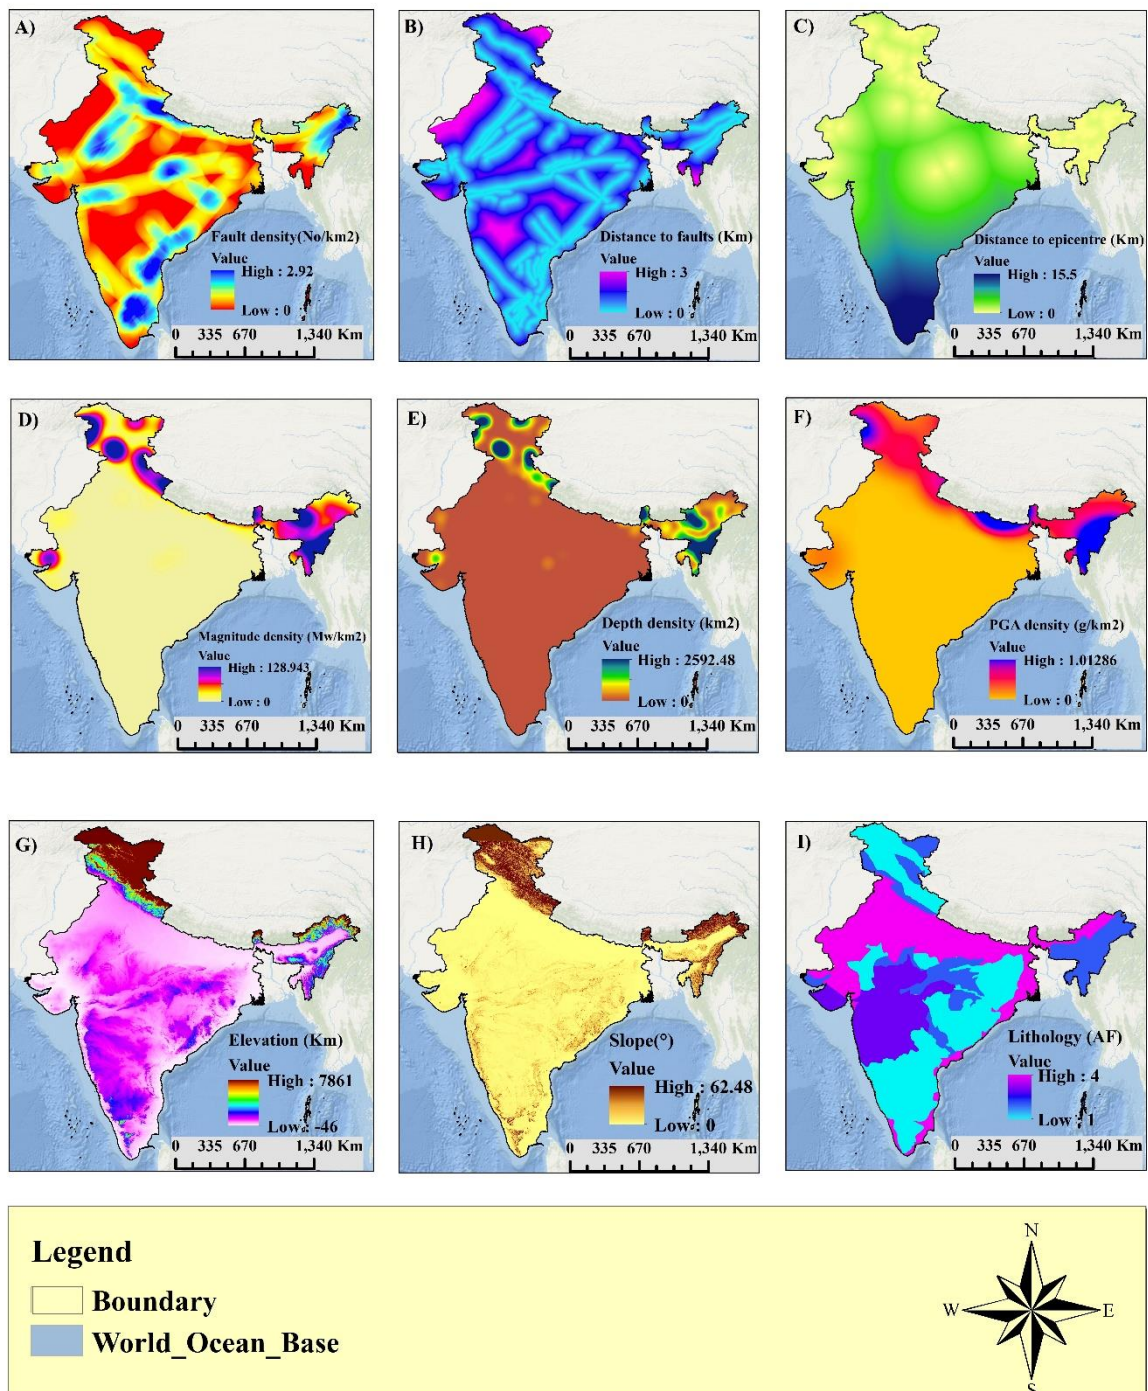 A)
Fault density(No/km2)
Value
High : 2.92
Low : 0
0 335 670 1,340 Km
B)
Distance to faults (Km)
Value
High : 3
Low : 0
0 335 670 1,340 Km
C)
Distance to epicentre (Km)
Value
High : 15.5
Low : 0
0 335 670 1,340 Km
D)
Magnitude density (Mw/km2)
Value
High : 128.943
Low : 0
0 335 670 1,340 Km
E)
Depth density (km2)
Value
High : 2592.48
Low : 0
0 335 670 1,340 Km
F)
PGA density (g/km2)
Value
High : 1.01286
Low : 0
0 335 670 1,340 Km
G)
Elevation (Km)
Value
High : 7861
Low : -46
0 335 670 1,340 Km
H)
Slope(°)
Value
High : 62.48
Low : 0
0 335 670 1,340 Km
I)
Lithology (AF)
Value
High : 4
Low : 1
0 335 670 1,340 Km
Legend
Boundary
World_Ocean_Base
N
W E
S